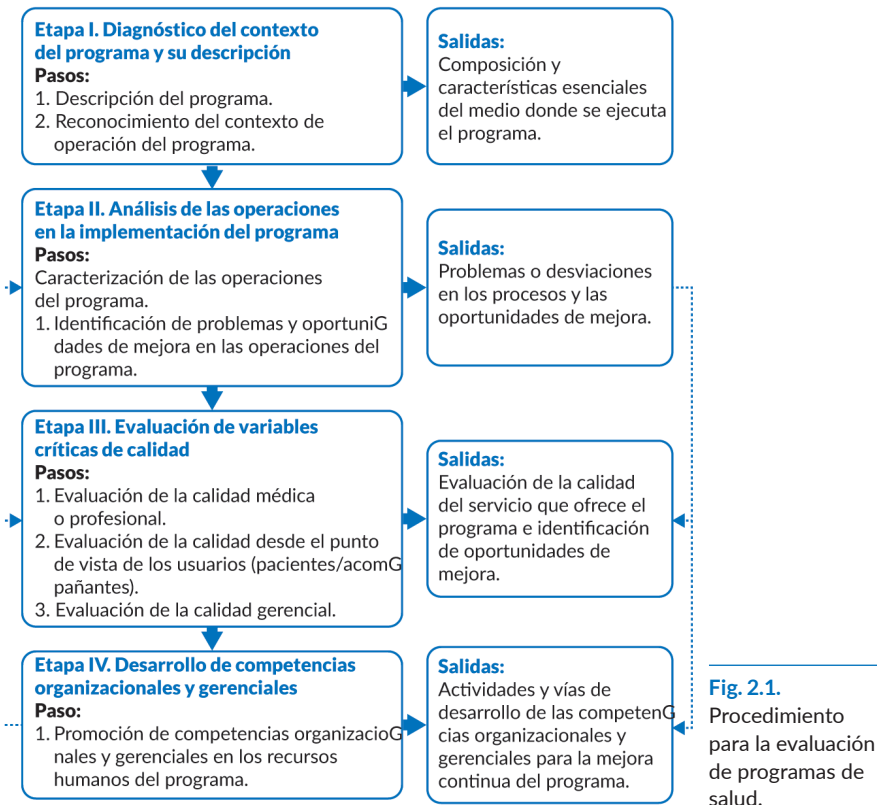 Etapa I. Diagnóstico del contexto
del programa y su descripción
Pasos:
1. Descripción del programa.
2. Reconocimiento del contexto de
operación del programa.
Salidas:
Composición y
características esenciales
del medio donde se ejecuta
el programa.
Etapa II. Análisis de las operaciones
en la implementación del programa
Pasos:
Caracterización de las operaciones
del programa.
1. Identificación de problemas y oportuniG
dades de mejora en las operaciones del
programa.
Salidas:
Problemas o desviaciones
en los procesos y las
oportunidades de mejora.
Etapa III. Evaluación de variables
críticas de calidad
Pasos:
1. Evaluación de la calidad médica
o profesional.
2. Evaluación de la calidad desde el punto
de vista de los usuarios (pacientes/acomG
pañantes).
3. Evaluación de la calidad gerencial.
Salidas:
Evaluación de la calidad
del servicio que ofrece el
programa e identificación
de oportunidades de
mejora.
Etapa IV. Desarrollo de competencias
organizacionales y gerenciales
Paso:
1. Promoción de competencias organizacioG
nales y gerenciales en los recursos
humanos del programa.
Salidas:
Actividades y vías de
desarrollo de las competenG
cias organizacionales y
gerenciales para la mejora
continua del programa.
Fig. 2.1.
Procedimiento
para la evaluación
de programas de
salud.